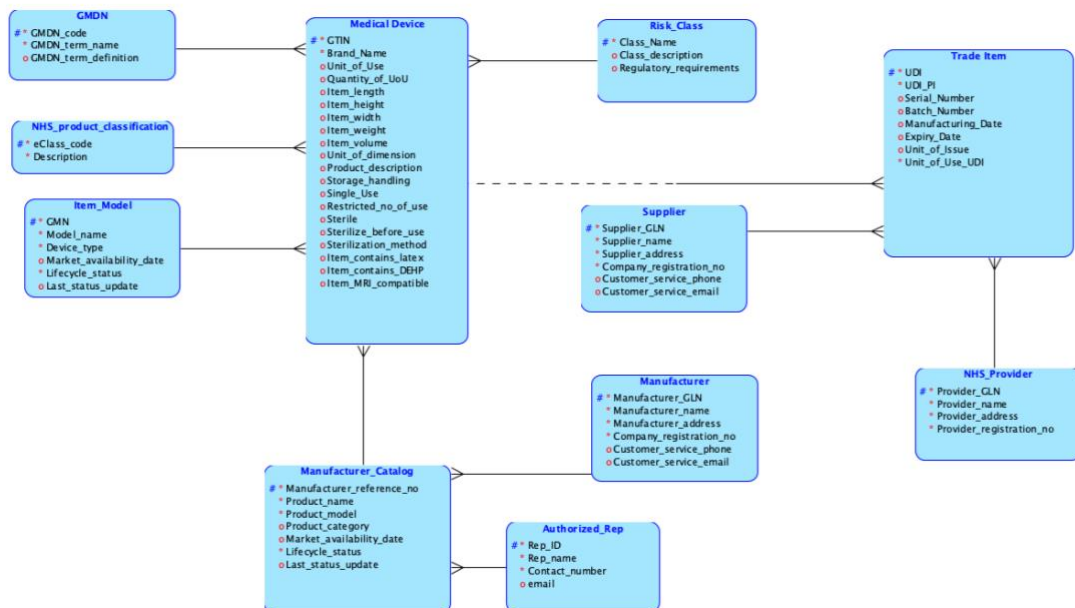 GMDN
# * GMDN_code
* GMDN_term_name
o GMDN_term_definition
NHS_product_classification
# * eClass_code
* Description
Item_Model
# * GMN
* Model_name
* Device_type
o Market_availability_date
* Lifecycle_status
o Last_status_update
Medical Device
# * GTIN
* Brand_Name
o Unit_of_Use
o Quantity_of_UoU
o Item_length
o Item_height
o Item_width
o Item_weight
o Item_volume
o Unit_of_dimension
o Product_description
o Storage_handling
o Single_Use
o Restricted_no_of_use
o Sterile
o Sterilize_before_use
o Sterilization_method
o Item_contains_latex
o Item_contains_DEHP
o Item_MRI_compatible
Risk_Class
# * Class_Name
o Class_description
o Regulatory_requirements
Trade Item
# * UDI
* UDI_PI
o Serial_Number
o Batch_Number
o Manufacturing_Date
o Expiry_Date
o Unit_of_Issue
* Unit_of_Use_UDI
Supplier
# * Supplier_GLN
* Supplier_name
* Supplier_address
* Company_registration_no
o Customer_service_phone
o Customer_service_email
Manufacturer
# * Manufacturer_GLN
* Manufacturer_name
* Manufacturer_address
* Company_registration_no
o Customer_service_phone
o Customer_service_email
NHS_Provider
# * Provider_GLN
* Provider_name
* Provider_address
* Provider_registration_no
Manufacturer_Catalog
# * Manufacturer_reference_no
* Product_name
* Product_model
o Product_category
o Market_availability_date
* Lifecycle_status
o Last_status_update
Authorized_Rep
# * Rep_ID
* Rep_name
* Contact_number
o email